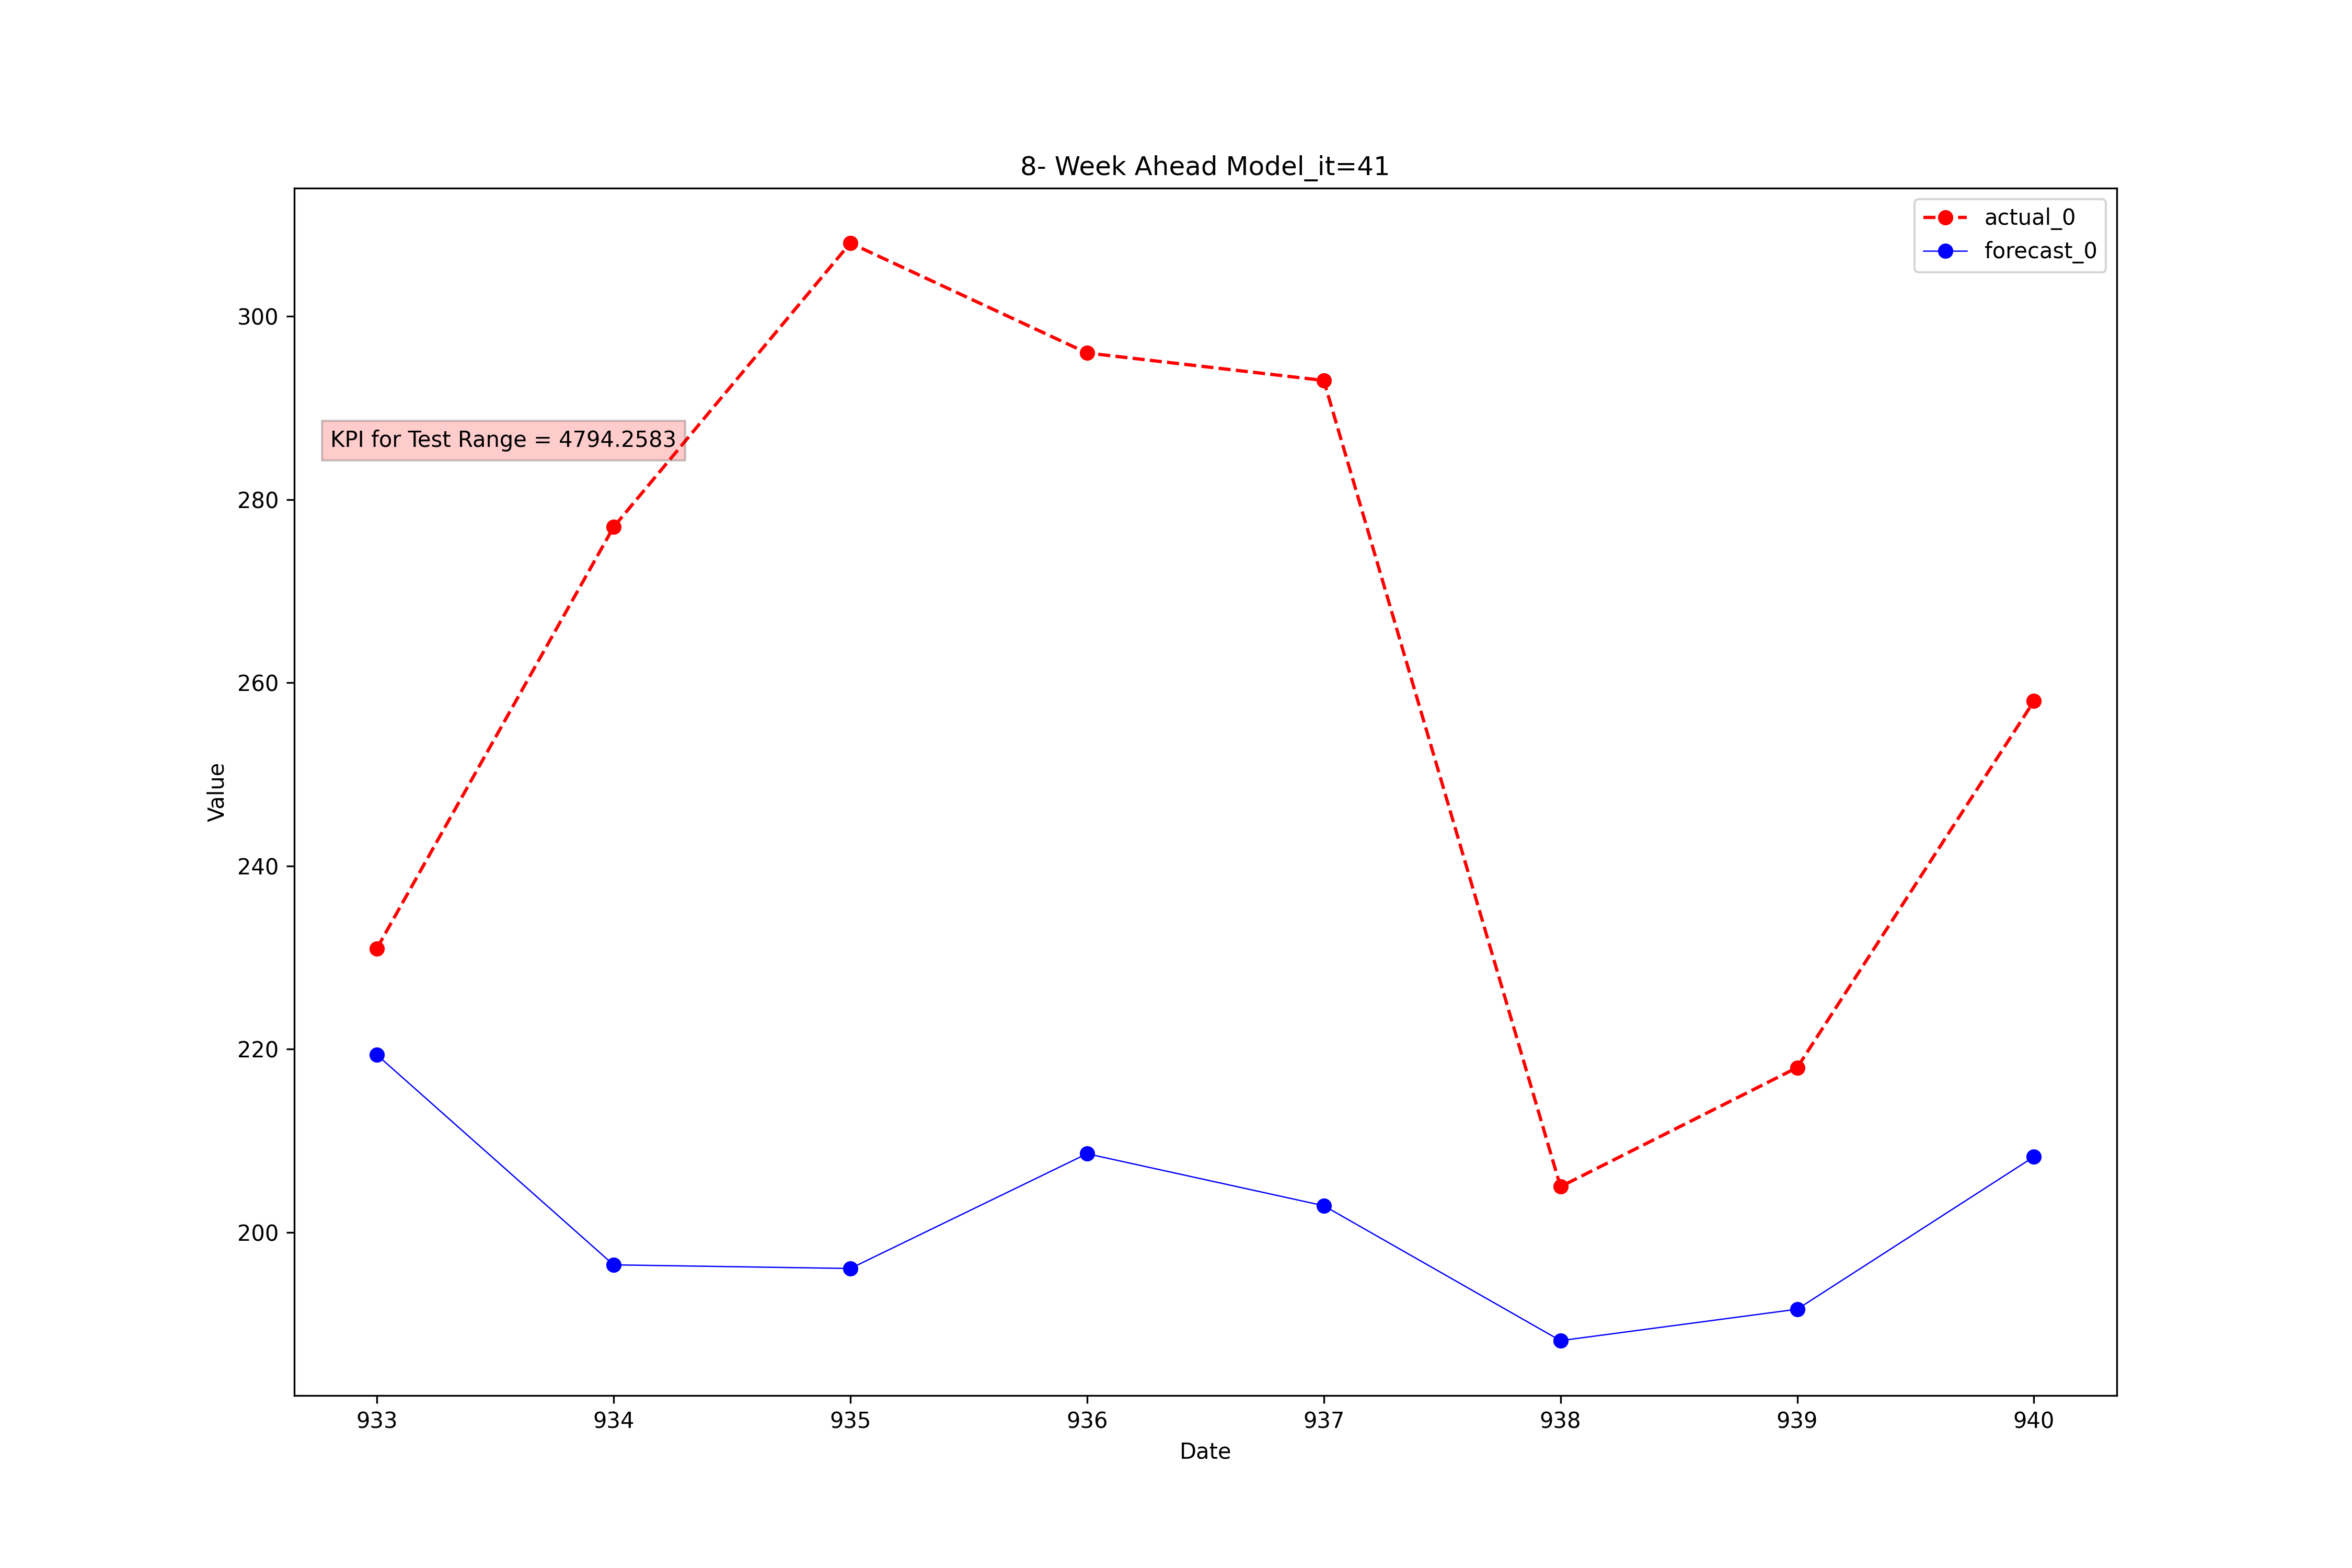 8- Week Ahead Model_it=41
actual_0
forecast_0
KPI for Test Range = 4794.2583
300
280
260
240
220
200
Value
933 934 935 936 937 938 939 940
Date